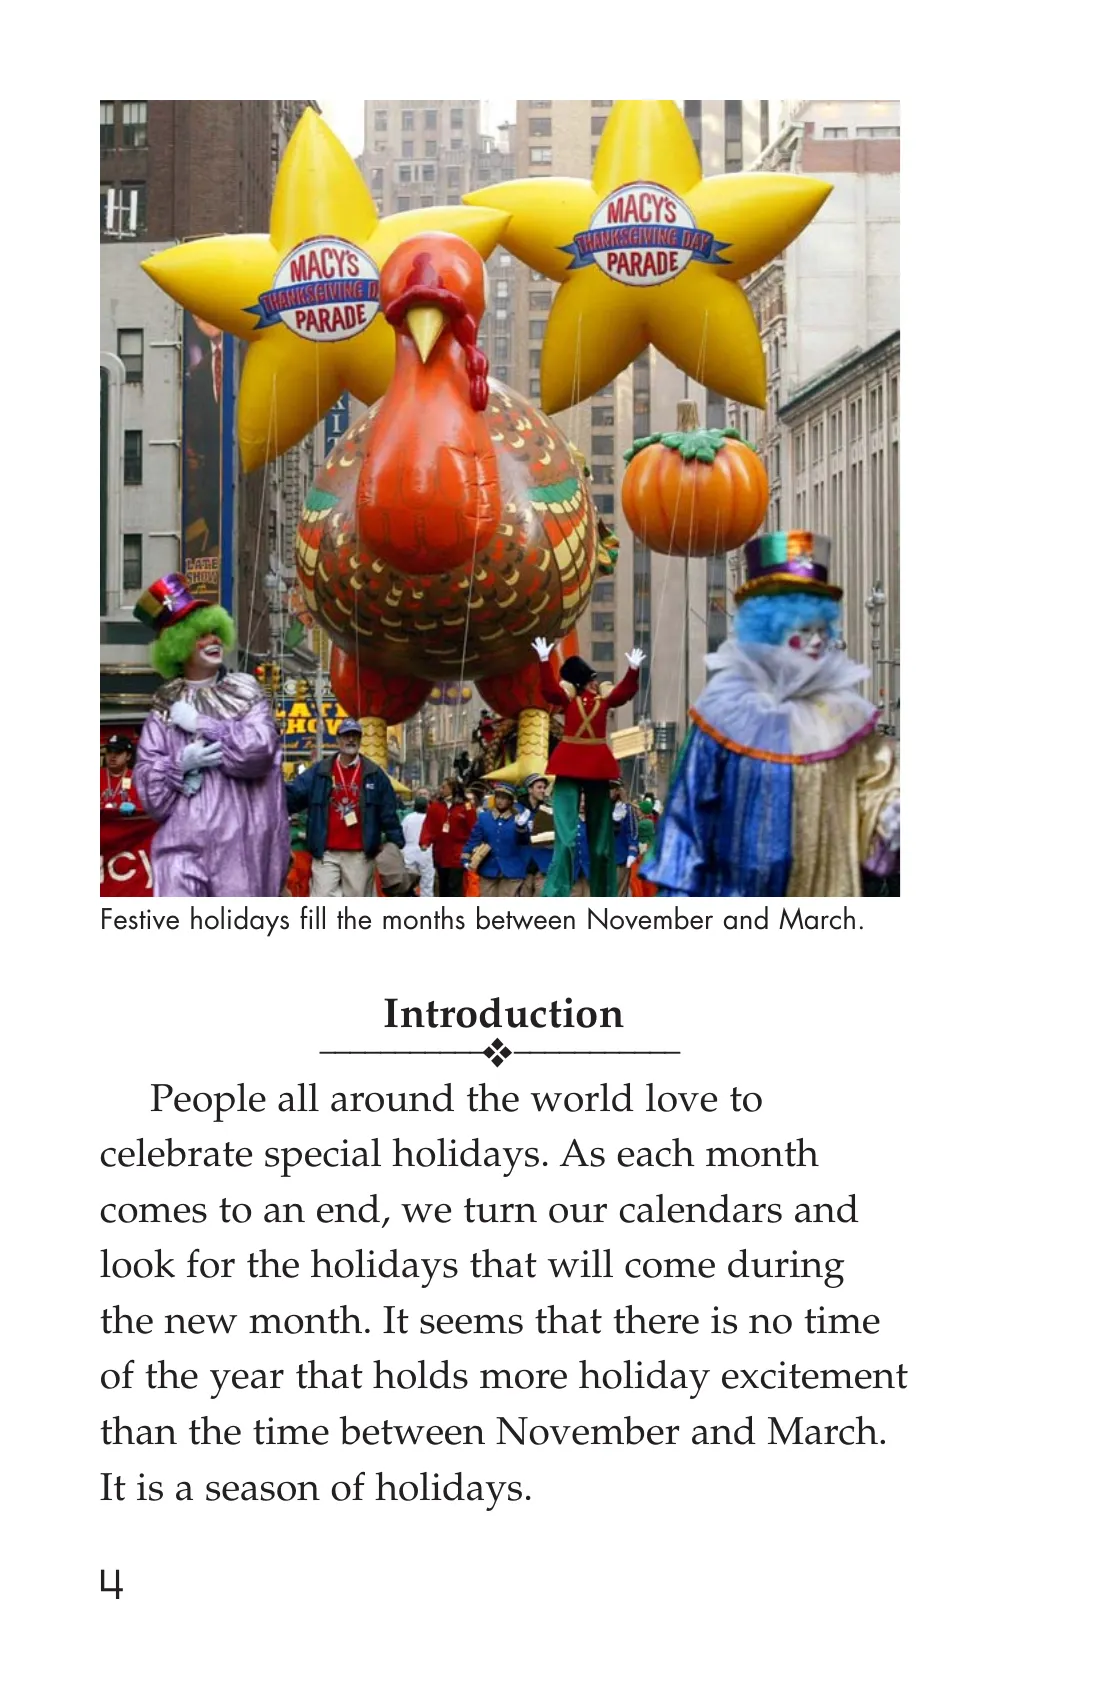 MACY'S
THANKSGIVING DAY
PARADE
MACY'S
THANKSGIVING D
PARADE
LATE
SHOW
LATE
SHOW
Festive holidays fill the months between November and March.
Introduction
People all around the world love to
celebrate special holidays. As each month
comes to an end, we turn our calendars and
look for the holidays that will come during
the new month. It seems that there is no time
of the year that holds more holiday excitement
than the time between November and March.
It is a season of holidays.
4